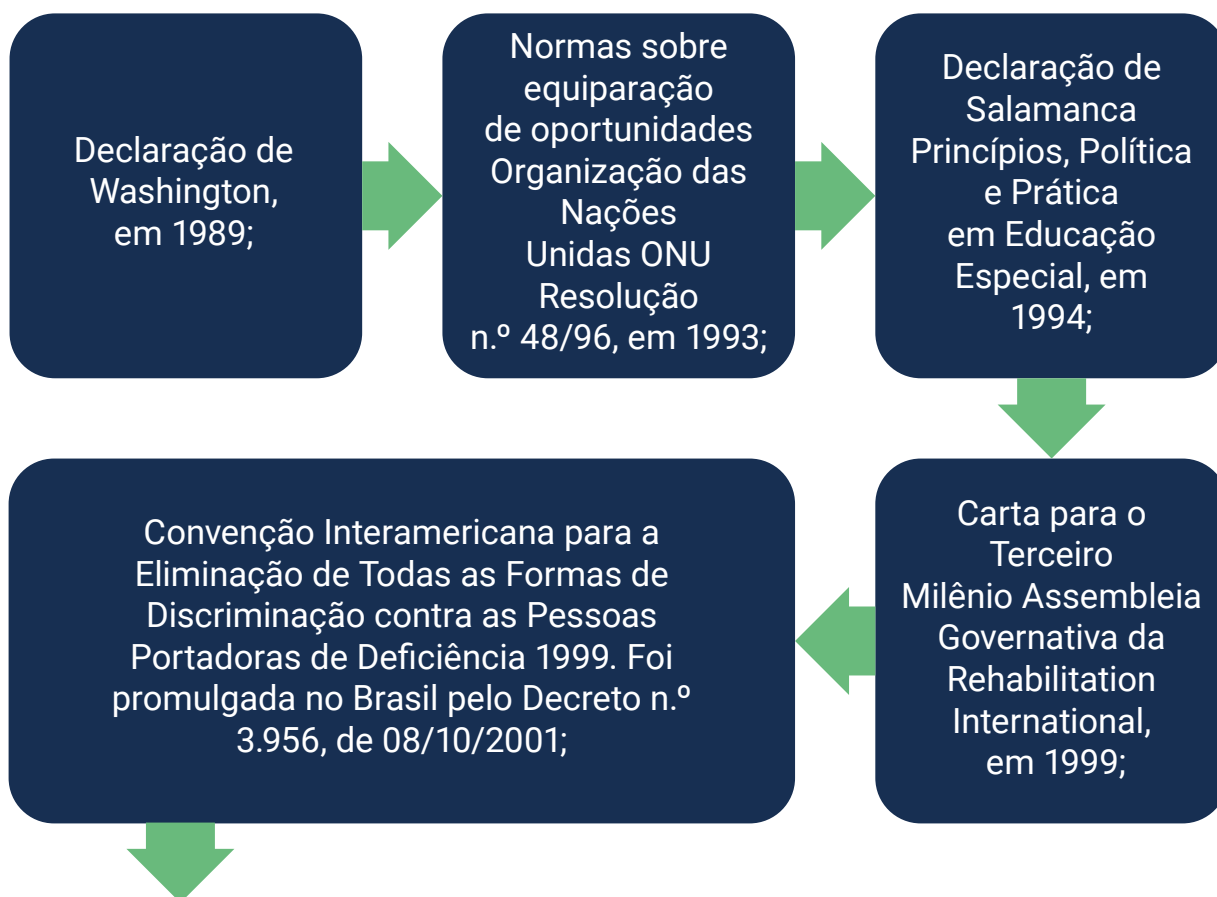 Declaração de
Washington,
em 1989;
Normas sobre
equiparação
de oportunidades
Organização das
Nações
Unidas ONU
Resolução
n.º 48/96, em 1993;
Declaração de
Salamanca
Princípios, Política
e Prática
em Educação
Especial, em
1994;
Carta para o
Terceiro
Milênio Assembleia
Governativa da
Rehabilitation
International,
em 1999;
Convenção Interamericana para a
Eliminação de Todas as Formas de
Discriminação contra as Pessoas
Portadoras de Deficiência 1999. Foi
promulgada no Brasil pelo Decreto n.º
3.956, de 08/10/2001;